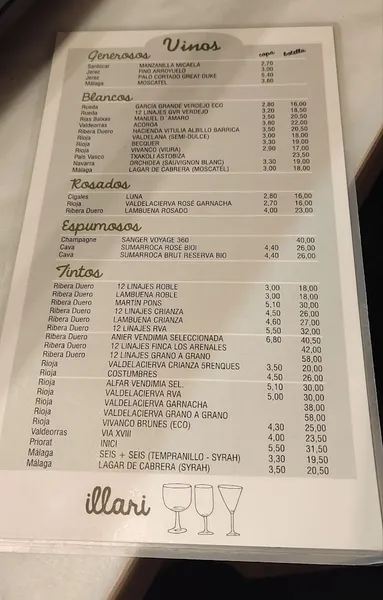 Vinos
Generosos copa botella
Sanlúcar MANZANILLA MICAELA 2,70
Jerez FINO ARROYUELO 3,00
Jerez PALO CORTADO GREAT DUKE 5,40
Málaga MOSCATEL 3,60
Blancos
Rueda GARCÍA GRANDE VERDEJO ECO 2,80 16,00
Rueda 12 LINAJES GVR VERDEJO 3,20 18,50
Rias Baixas MANUEL D´AMARO 3,50 20,50
Valdeorras ACOROA 3,80 22,00
Ribera Duero HACIENDA VITULIA ALBILLO BARRICA 3,50 20,50
Rioja VALDELANA (SEMI-DULCE) 3,00 18,00
Rioja BECQUER 3,30 19,00
Rioja VIVANCO (VIURA) 2,90 17,00
País Vasco TXAKOLI ASTOBIZA 23,50
Navarra ORCHIDEA (SAUVIGNON BLANC) 3,30 19,00
Málaga LAGAR DE CABRERA (MOSCATEL) 3,00 18,00
Rosados
Cigales LUNA 2,80 16,00
Rioja VALDELACIERVA ROSÉ GARNACHA 2,70 16,00
Ribera Duero LAMBUENA ROSADO 4,00 23,00
Espumosos
Champagne SANGER VOYAGE 360 40,00
Cava SUMARROCA ROSÉ BIO 4,40 26,00
Cava SUMARROCA BRUT RESERVA BIO 4,40 26,00
Tintos
Ribera Duero 12 LINAJES ROBLE 3,00 18,00
Ribera Duero LAMBUENA ROBLE 3,00 18,00
Ribera Duero MARTIN PONS 5,10 30,00
Ribera Duero 12 LINAJES CRIANZA 4,50 26,00
Ribera Duero LAMBUENA CRIANZA 4,60 27,00
Ribera Duero 12 LINAJES RVA 5,50 32,00
Ribera Duero ANIER VENDIMIA SELECCIONADA 6,80 40,50
Ribera Duero 12 LINAJES FINCA LOS ARENALES 42,00
Ribera Duero 12 LINAJES GRANO A GRANO 58,00
Rioja VALDELACIERVA CRIANZA 5RENQUES 3,50 20,00
Rioja COSTUMBRES 4,50 26,00
Rioja ALFAR VENDIMIA SEL. 5,10 30,00
Rioja VALDELACIERVA RVA 5,00 30,00
Rioja VALDELACIERVA GARNACHA 38,00
Rioja VALDELACIERVA GRANO A GRANO 58,00
Rioja VIVANCO BRUNES (ECO) 4,30 25,00
Valdeorras VIA XVIII 4,00 23,50
Priorat INICI 5,50 31,50
Málaga SEIS + SEIS (TEMPRANILLO - SYRAH) 3,30 19,50
Málaga LAGAR DE CABRERA (SYRAH) 3,50 20,50
illari